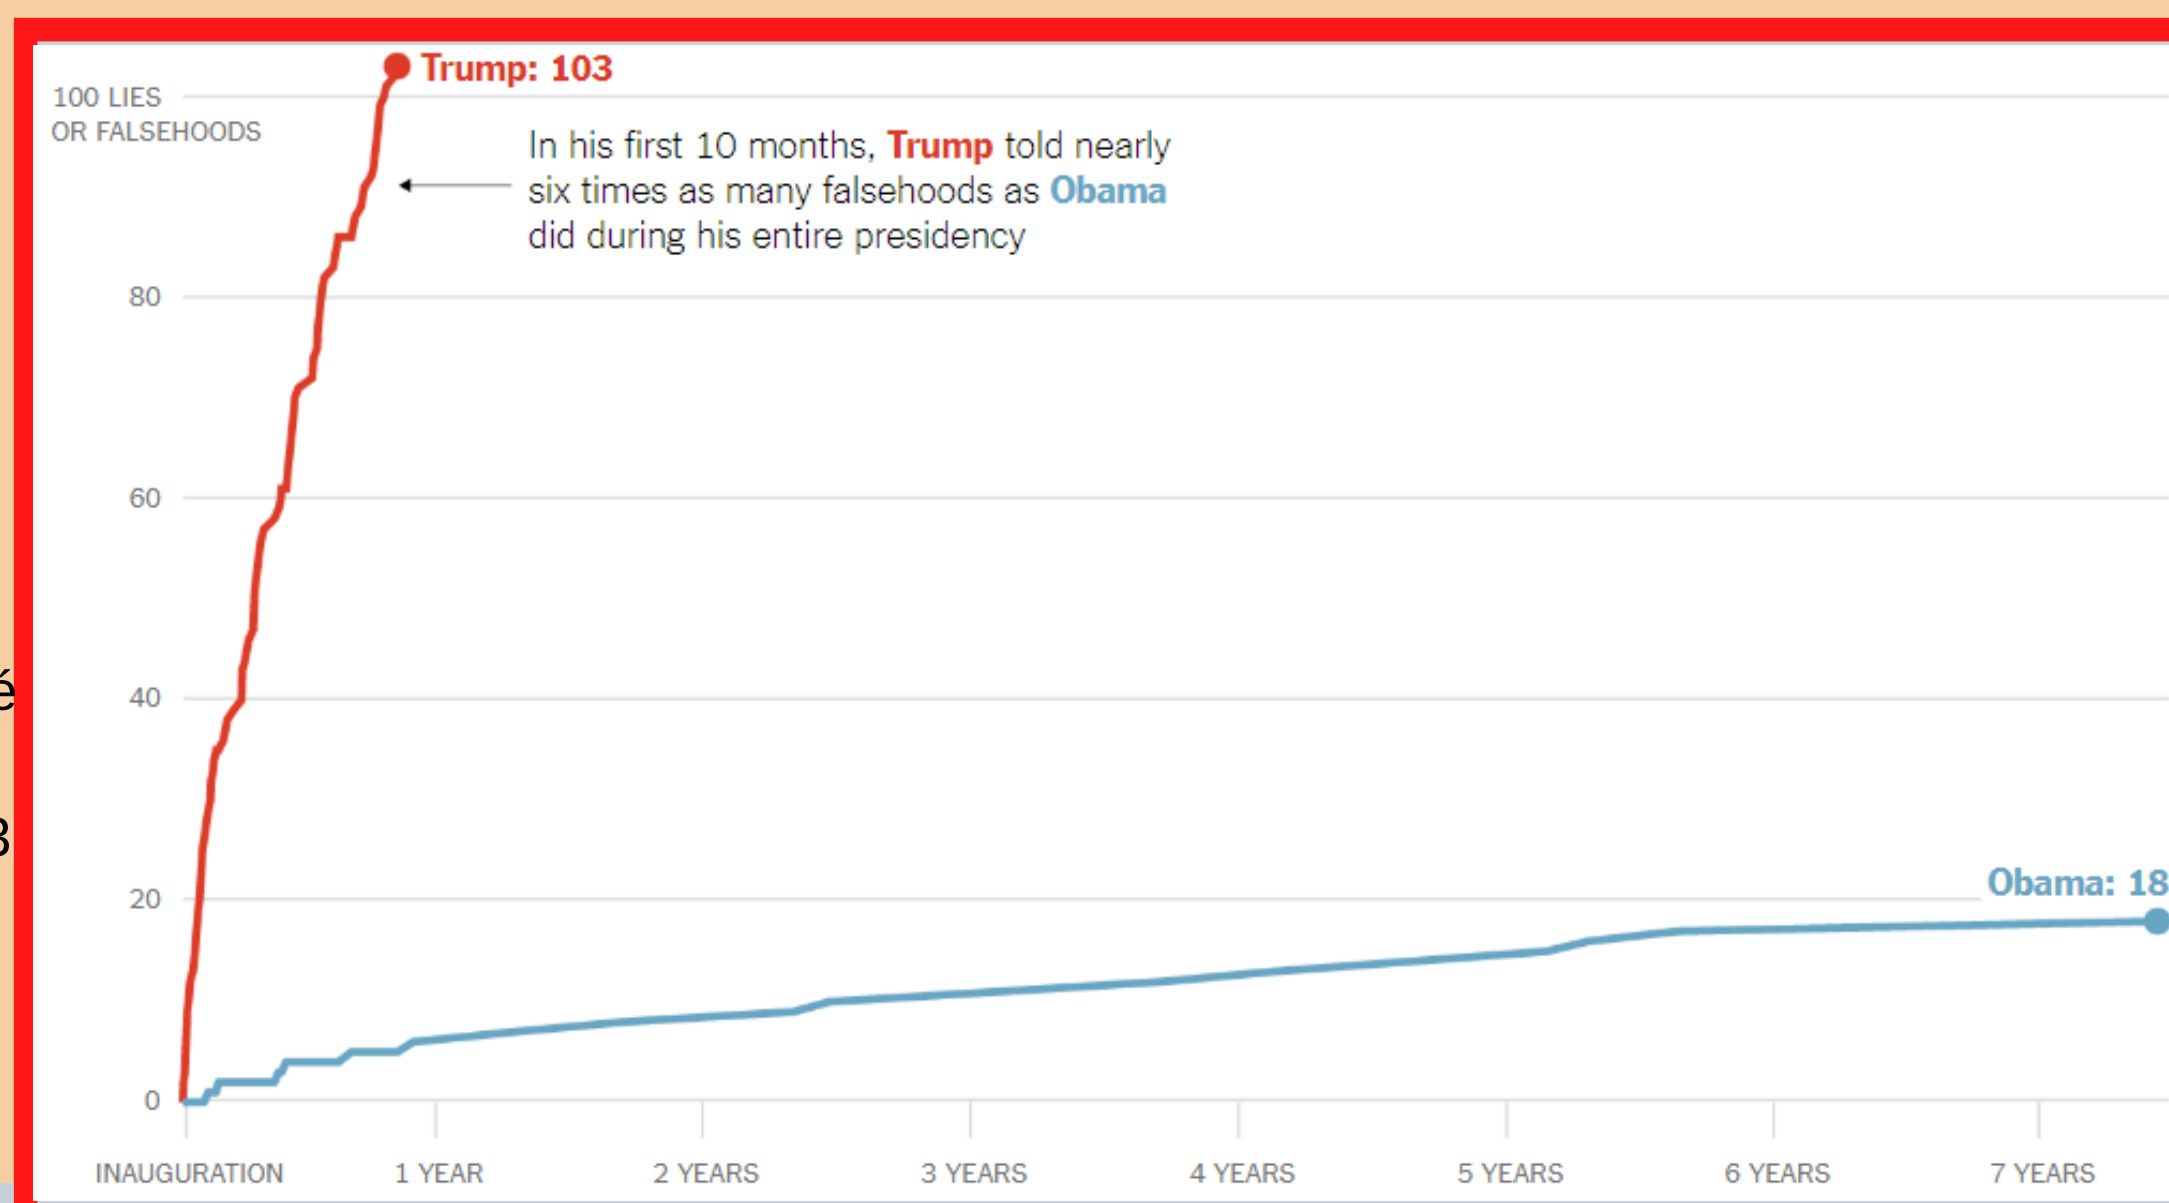 Trump: 103
100 LIES
OR FALSEHOODS
In his first 10 months, Trump told nearly
six times as many falsehoods as Obama
did during his entire presidency
80
60
é
40
3
20
Obama: 18
0
INAUGURATION 1 YEAR 2 YEARS 3 YEARS 4 YEARS 5 YEARS 6 YEARS 7 YEARS